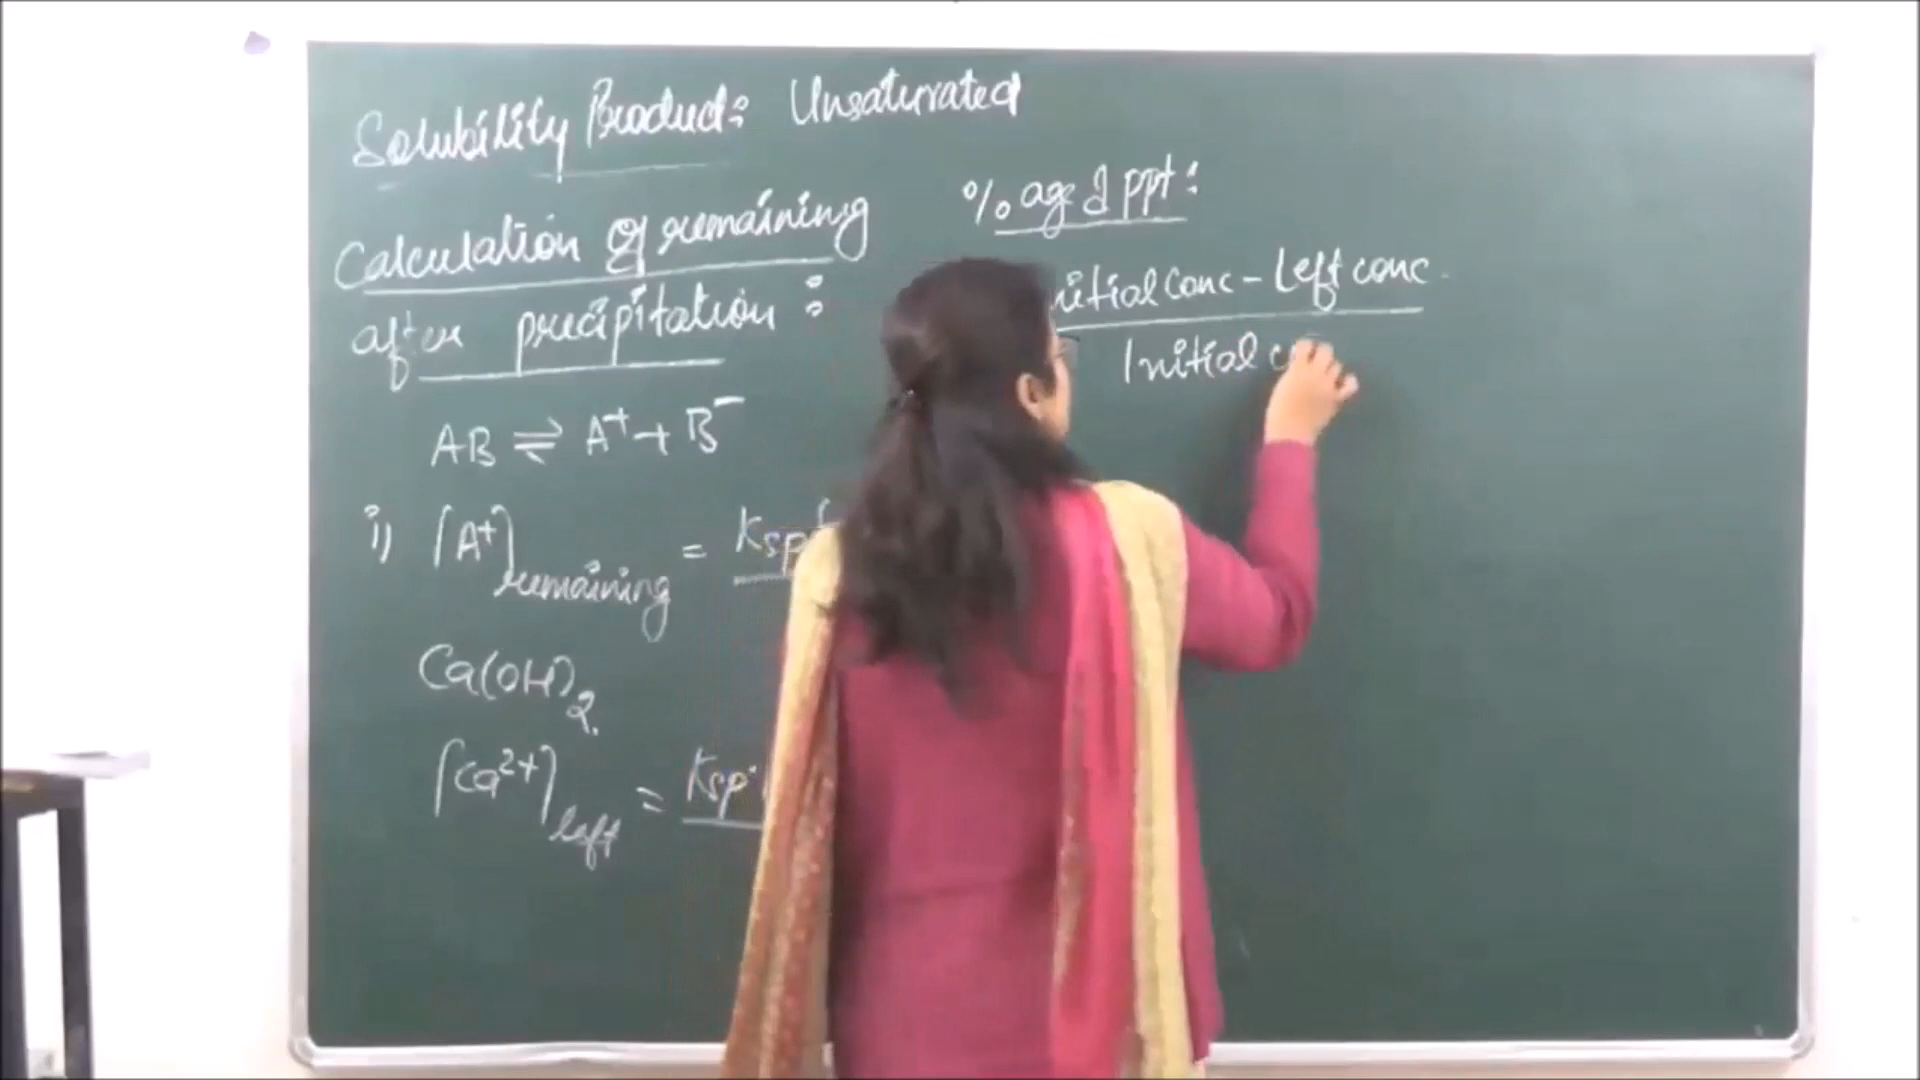 Solubility Product: Unsaturated
Calculation of remaining
after precipitation :
AB ⇌ A⁺ + B⁻
i) [A⁺]remaining = Ksp
Ca(OH)₂
[Ca²⁺]left = Ksp
%age of ppt:
nitial conc - Left conc.
Initial c